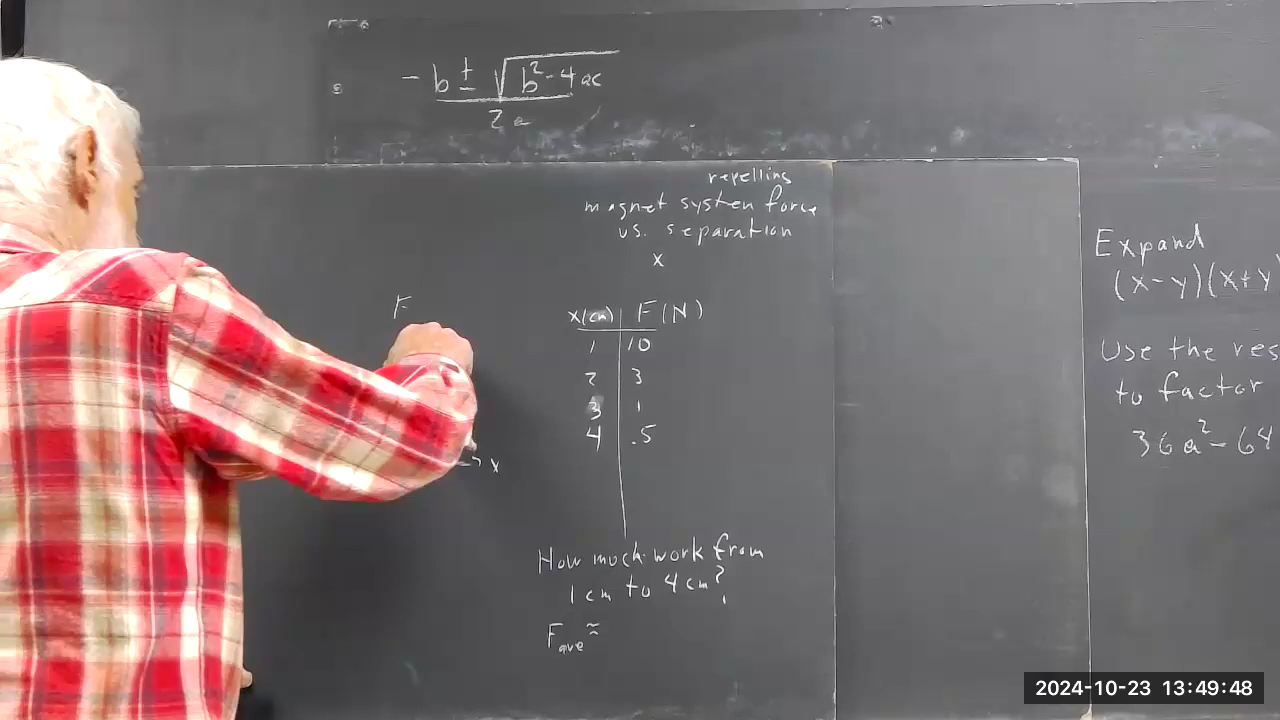 -b ± √b²-4ac
2a
repelling
magnet system force
vs. separation
x
F
x(cm) F(N)
1 10
2 3
3 1
4 .5
x
How much work from
1 cm to 4 cm?
Fave ≈
Expand
(x-y)(x+y)
Use the res
to factor
36a²-64
2024-10-23 13:49:48